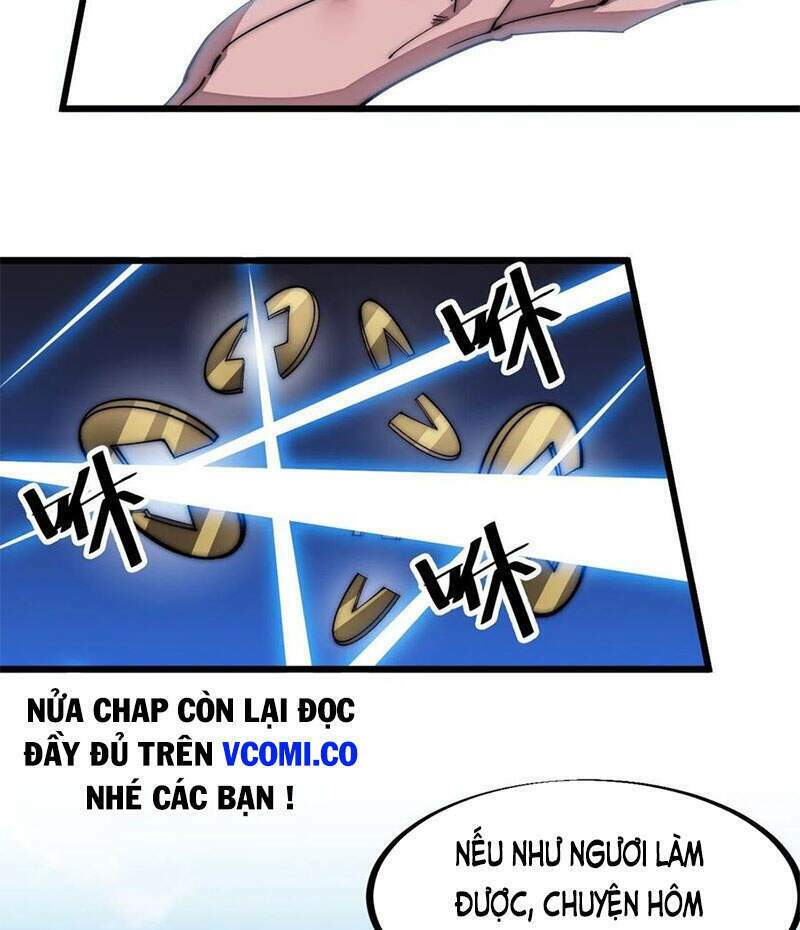 咻
咻
咻
NỬA CHAP CÒN LẠI ĐỌC
ĐẦY ĐỦ TRÊN VCOMI.CO
NHÉ CÁC BẠN !
NẾU NHƯ NGƯƠI LÀM
ĐƯỢC, CHUYỆN HÔM